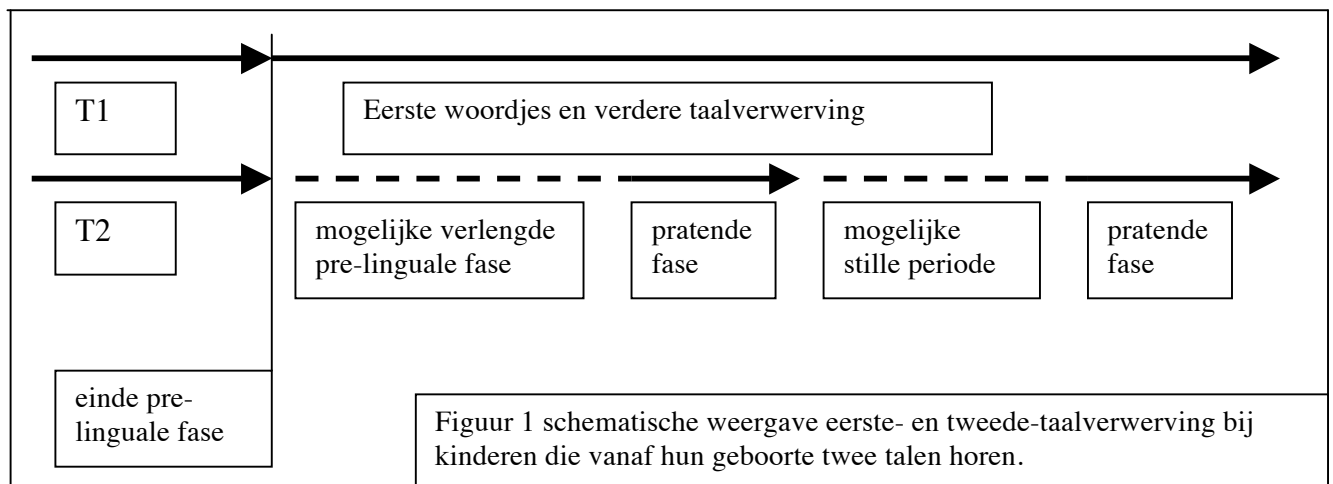 T1
Eerste woordjes en verdere taalverwerving
T2
mogelijke verlengde
pre-linguale fase
pratende
fase
mogelijke
stille periode
pratende
fase
einde pre-
linguale fase
Figuur 1 schematische weergave eerste- en tweede-taalverwerving bij
kinderen die vanaf hun geboorte twee talen horen.